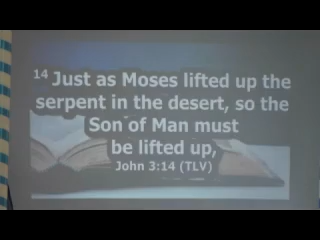 14 Just as Moses lifted up the
serpent in the desert, so the
Son of Man must
be lifted up,
John 3:14 (TLV)